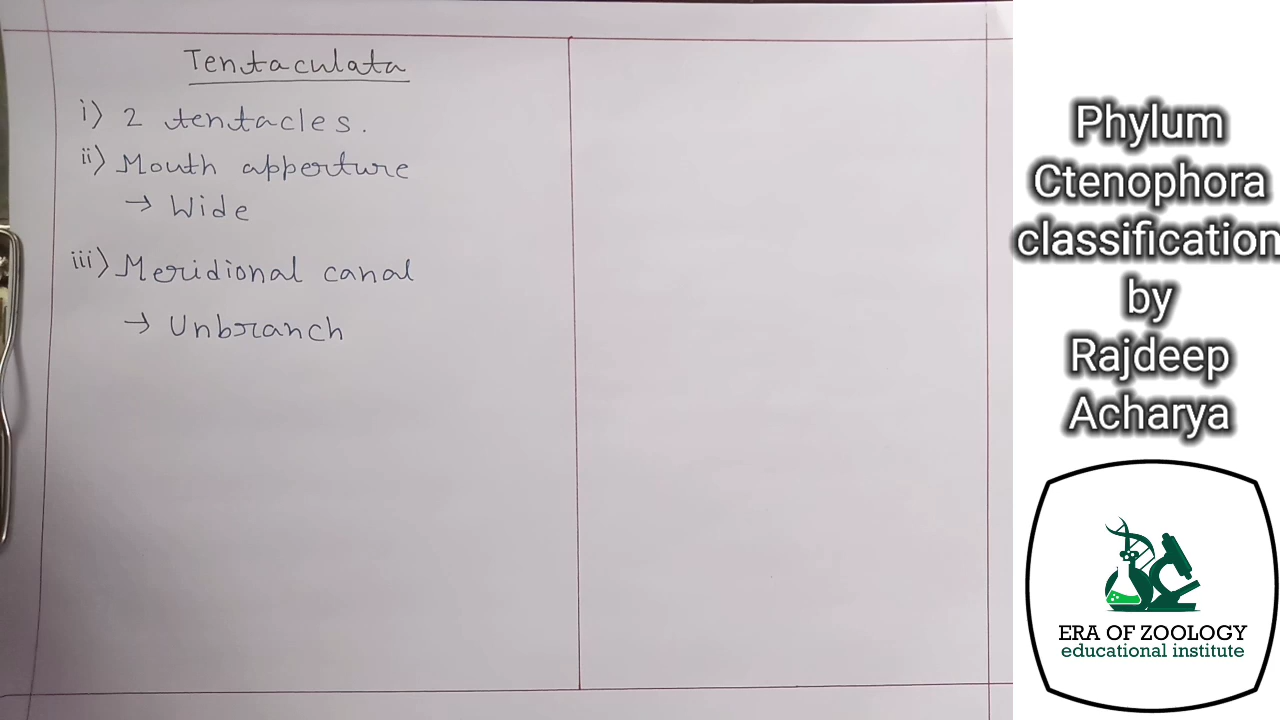 Tentaculata
i) 2 tentacles.
ii) Mouth apperture
→ Wide
iii) Meridional canal
→ Unbranch
Phylum
Ctenophora
classification
by
Rajdeep
Acharya
ERA OF ZOOLOGY
educational institute